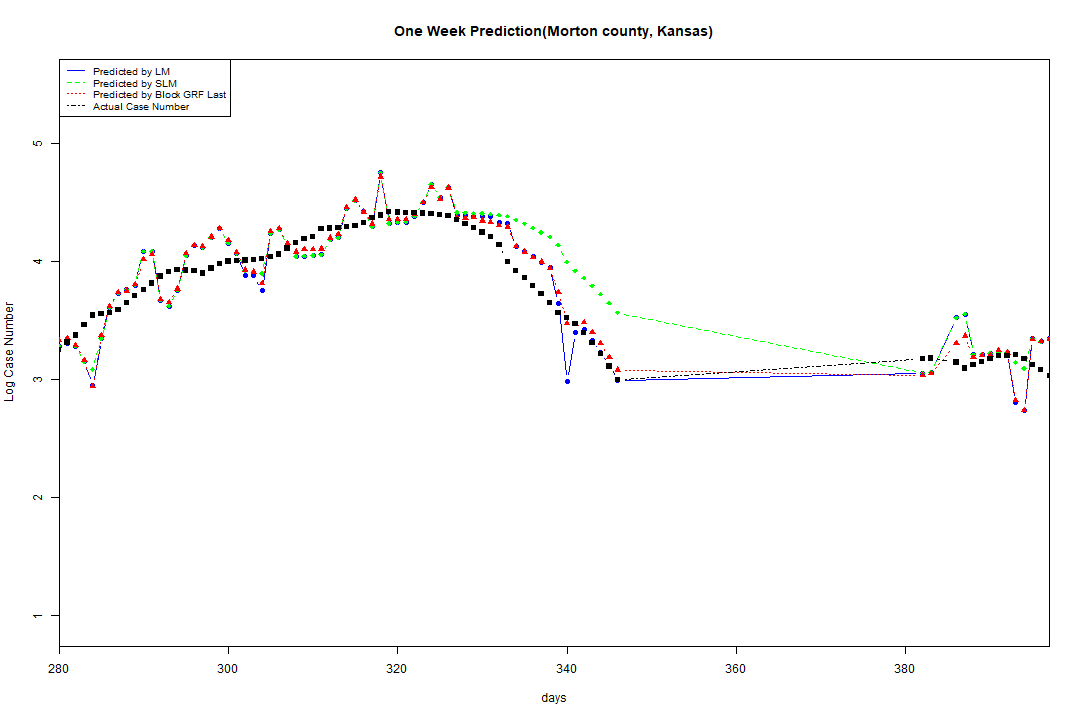 One Week Prediction(Morton county, Kansas)
Predicted by LM
Predicted by SLM
Predicted by Block GRF Last
Actual Case Number
5
4
3
2
1
Log Case Number
280 300 320 340 360 380
days